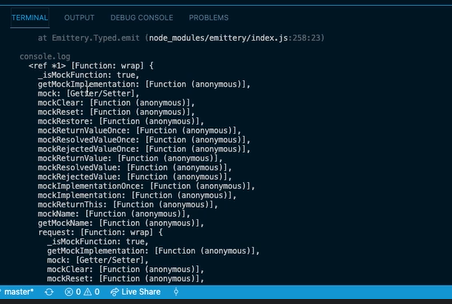 TERMINAL OUTPUT DEBUG CONSOLE PROBLEMS
at Emittery.Typed.emit (node_modules/emittery/index.js:258:23)
console.log
<ref *1> [Function: wrap] {
_isMockFunction: true,
getMockImplementation: [Function (anonymous)],
mock: [Getter/Setter],
mockClear: [Function (anonymous)],
mockReset: [Function (anonymous)],
mockRestore: [Function (anonymous)],
mockReturnValueOnce: [Function (anonymous)],
mockResolvedValueOnce: [Function (anonymous)],
mockRejectedValueOnce: [Function (anonymous)],
mockReturnValue: [Function (anonymous)],
mockResolvedValue: [Function (anonymous)],
mockRejectedValue: [Function (anonymous)],
mockImplementationOnce: [Function (anonymous)],
mockImplementation: [Function (anonymous)],
mockReturnThis: [Function (anonymous)],
mockName: [Function (anonymous)],
getMockName: [Function (anonymous)],
request: [Function: wrap] {
_isMockFunction: true,
getMockImplementation: [Function (anonymous)],
mock: [Getter/Setter],
mockClear: [Function (anonymous)],
mockReset: [Function (anonymous)],
master* 0 0 Live Share